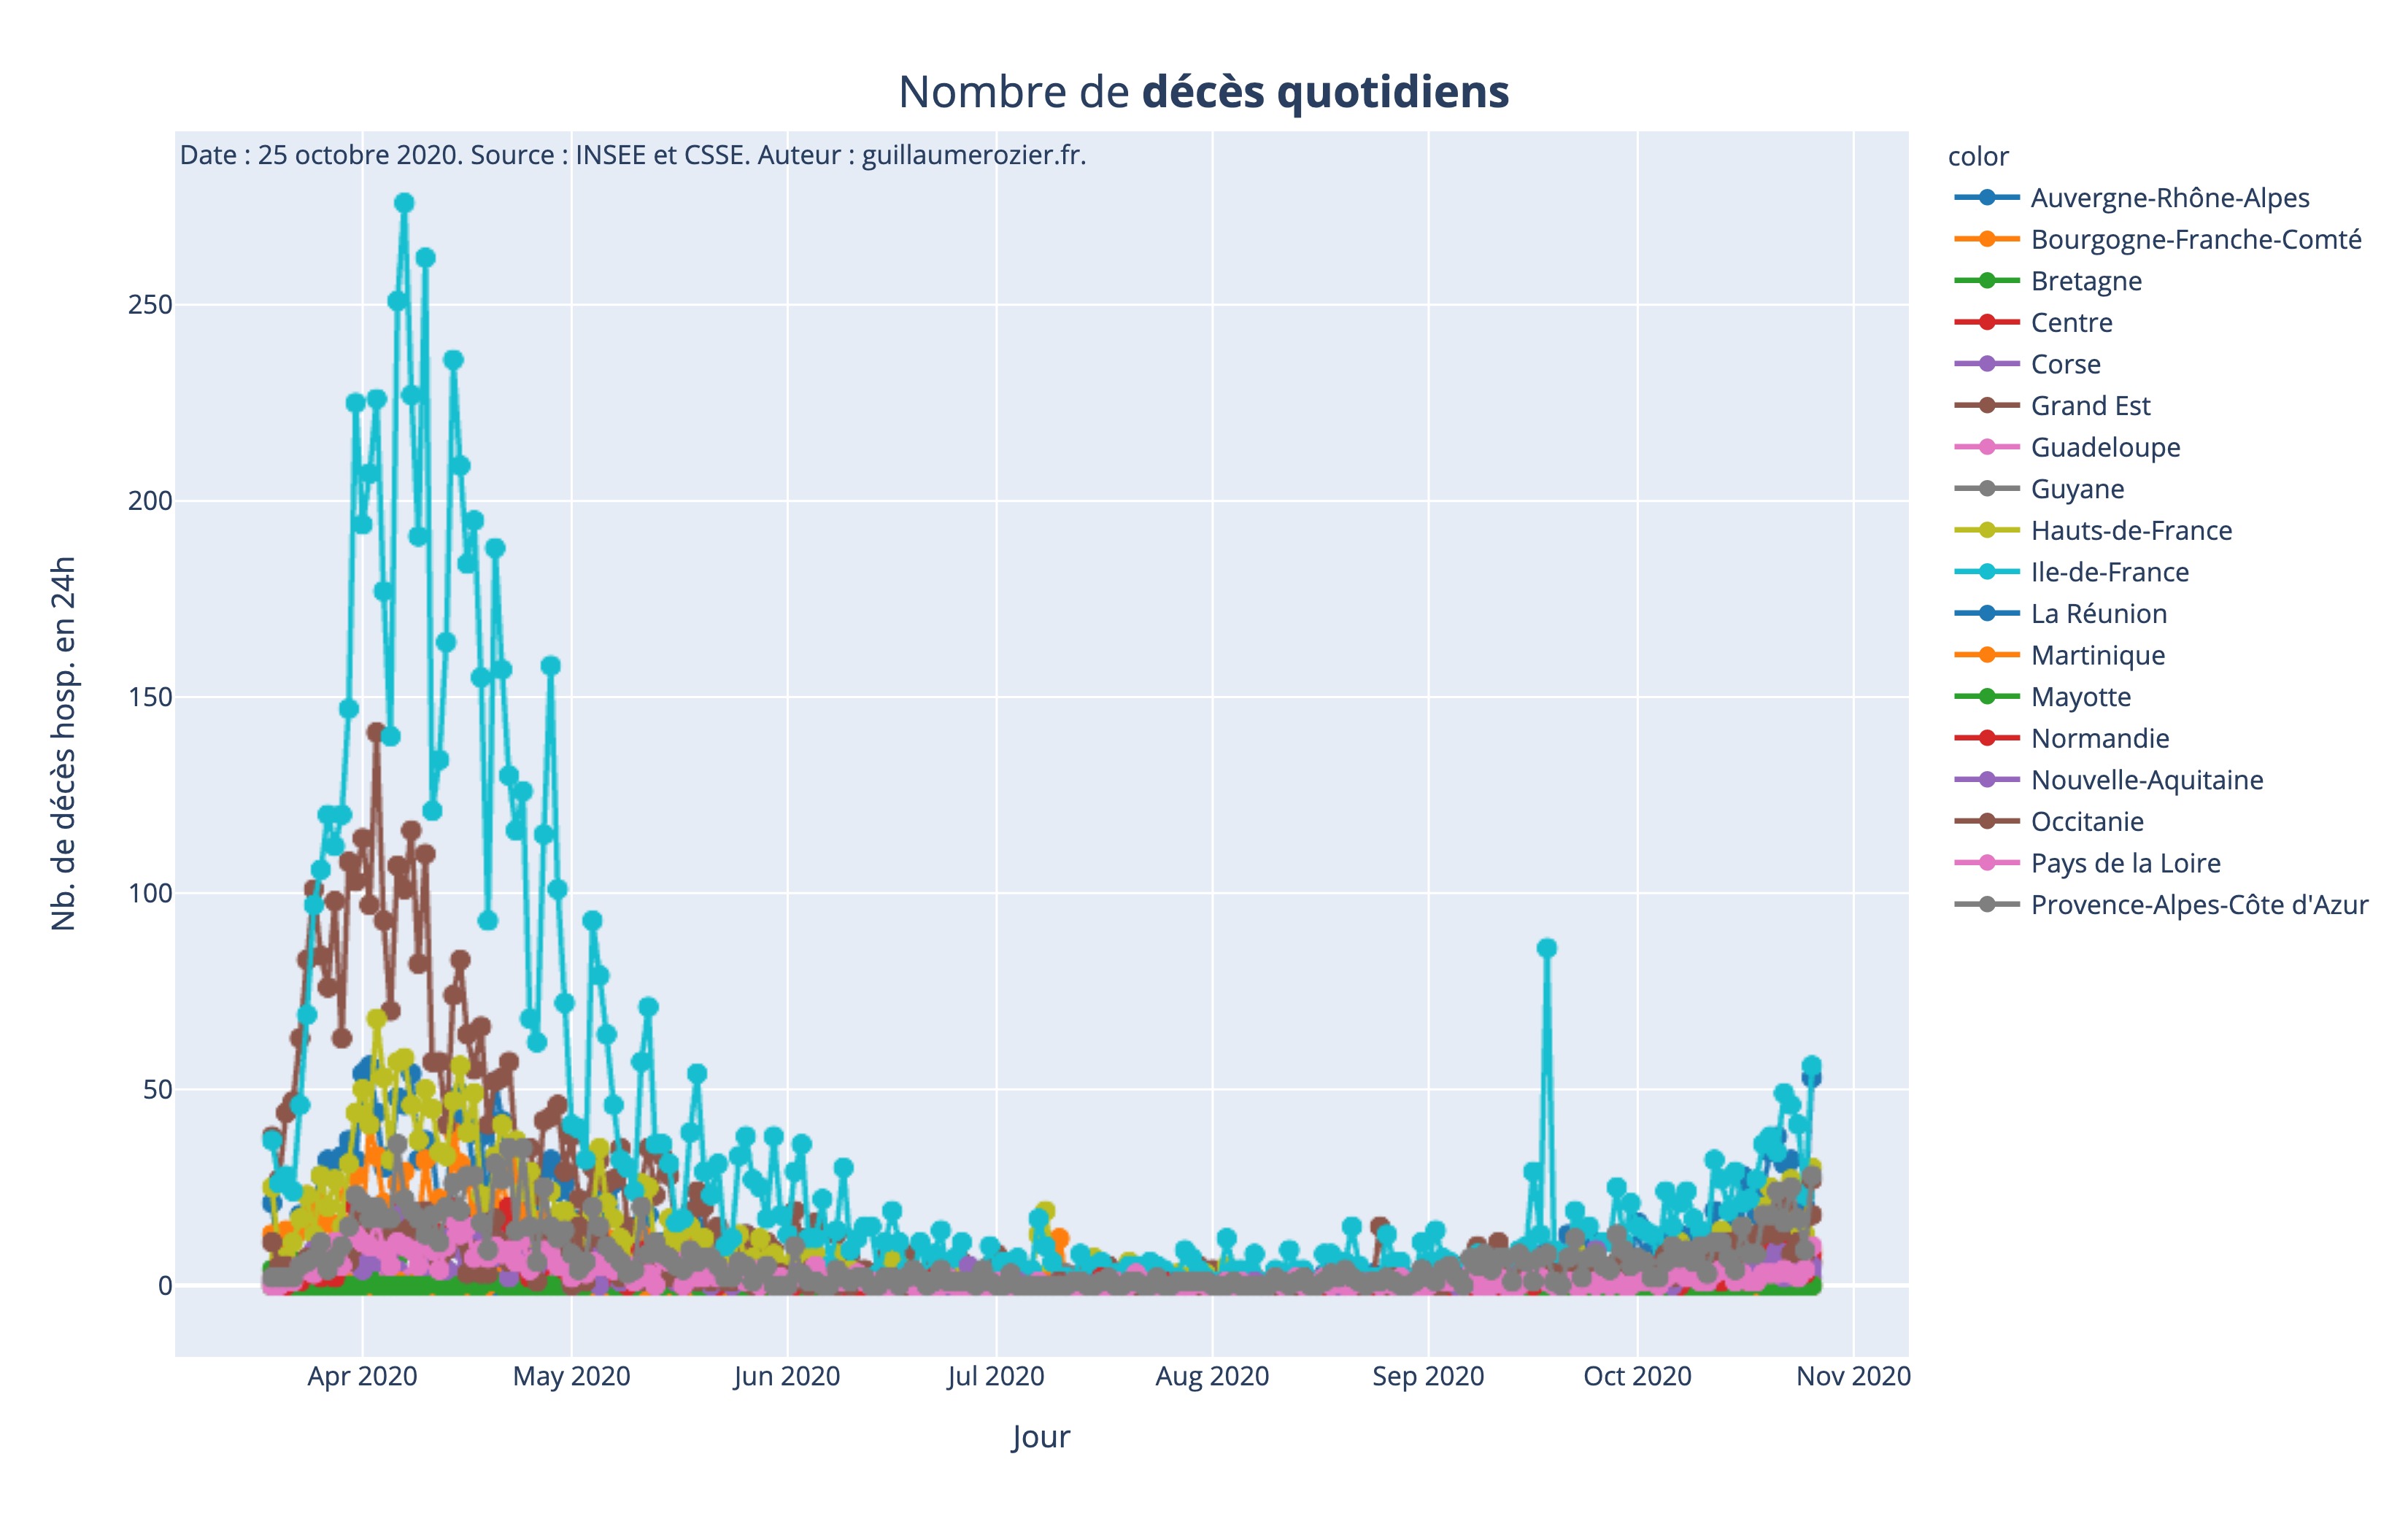 Nombre de décès quotidiens
Date : 25 octobre 2020. Source : INSEE et CSSE. Auteur : guillaumerozier.fr.
Nb. de décès hosp. en 24h
250
200
150
100
50
0
Apr 2020
May 2020
Jun 2020
Jul 2020
Aug 2020
Sep 2020
Oct 2020
Nov 2020
Jour
color
Auvergne-Rhône-Alpes
Bourgogne-Franche-Comté
Bretagne
Centre
Corse
Grand Est
Guadeloupe
Guyane
Hauts-de-France
Ile-de-France
La Réunion
Martinique
Mayotte
Normandie
Nouvelle-Aquitaine
Occitanie
Pays de la Loire
Provence-Alpes-Côte d'Azur